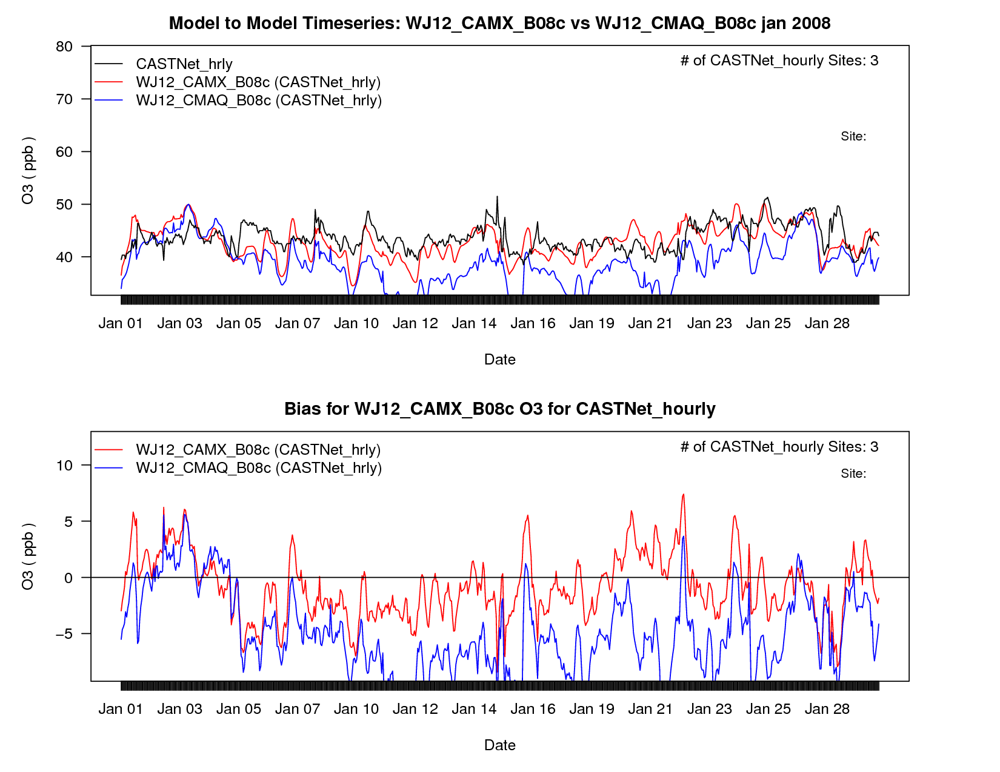 Model to Model Timeseries: WJ12_CAMX_B08c vs WJ12_CMAQ_B08c jan 2008
CASTNet_hrly
WJ12_CAMX_B08c (CASTNet_hrly)
WJ12_CMAQ_B08c (CASTNet_hrly)
# of CASTNet_hourly Sites: 3
Site:
O3 ( ppb )
80
70
60
50
40
Jan 01 Jan 03 Jan 05 Jan 07 Jan 10 Jan 12 Jan 14 Jan 16 Jan 19 Jan 21 Jan 23 Jan 25 Jan 28
Date
Bias for WJ12_CAMX_B08c O3 for CASTNet_hourly
WJ12_CAMX_B08c (CASTNet_hrly)
WJ12_CMAQ_B08c (CASTNet_hrly)
# of CASTNet_hourly Sites: 3
Site:
O3 ( ppb )
10
5
0
−5
Jan 01 Jan 03 Jan 05 Jan 07 Jan 10 Jan 12 Jan 14 Jan 16 Jan 19 Jan 21 Jan 23 Jan 25 Jan 28
Date